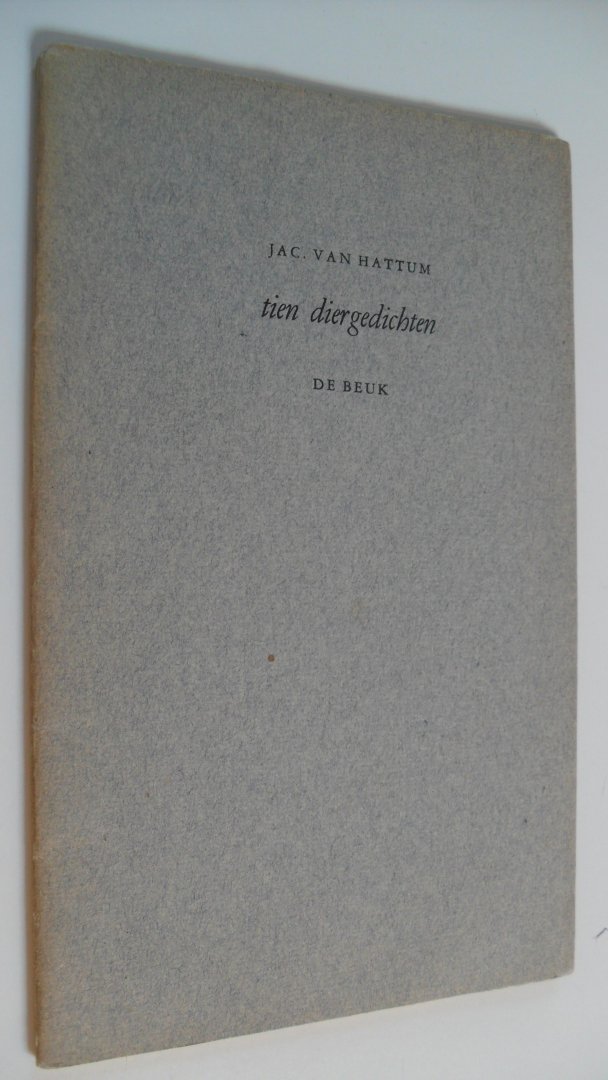 JAC. VAN HATTUM
tien diergedichten
DE BEUK